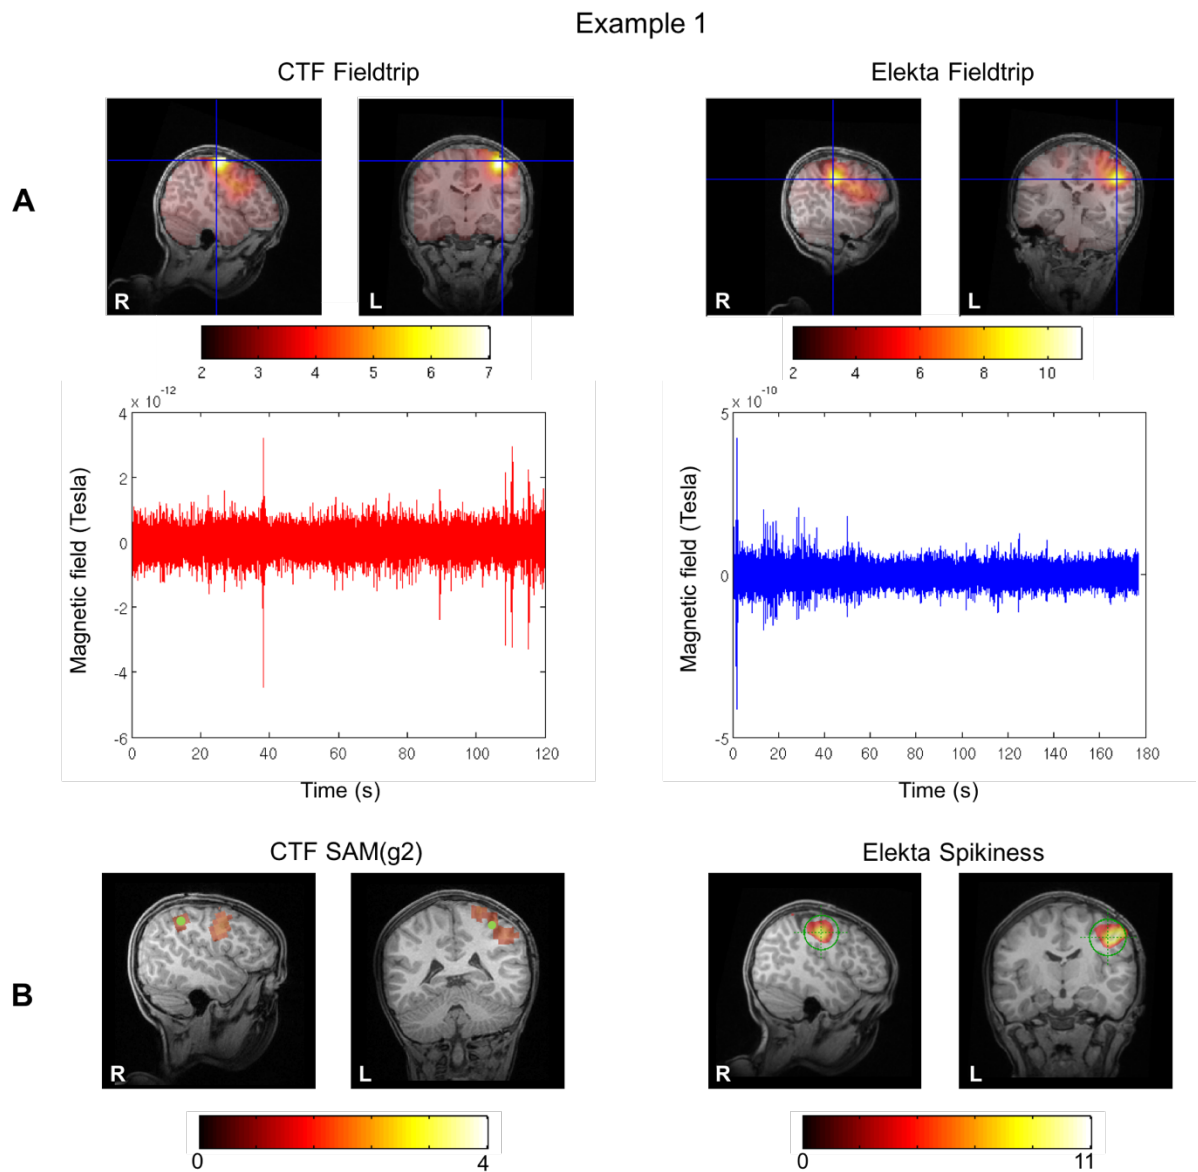 Example 1
CTF Fieldtrip
Elekta Fieldtrip
A
R
L
R
L
2 3 4 5 6 7
2 4 6 8 10
x 10^-12
4
2
0
-2
-4
-6
Magnetic field (Tesla)
0 20 40 60 80 100 120
Time (s)
x 10^-10
5
0
-5
Magnetic field (Tesla)
0 20 40 60 80 100 120 140 160 180
Time (s)
CTF SAM(g2)
Elekta Spikiness
B
R
L
R
L
0 4
0 11